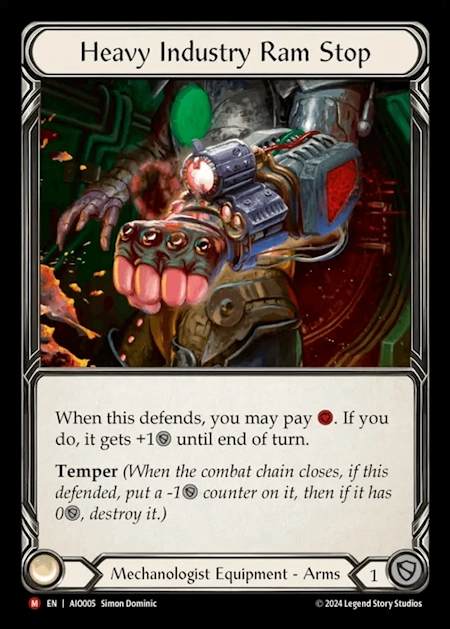 Heavy Industry Ram Stop
When this defends, you may pay . If you
do, it gets +1 until end of turn.
Temper (When the combat chain closes, if this
defended, put a -1 counter on it, then if it has
0, destroy it.)
Mechanologist Equipment - Arms 1
M EN | AIO005 Simon Dominic © 2024 Legend Story Studios